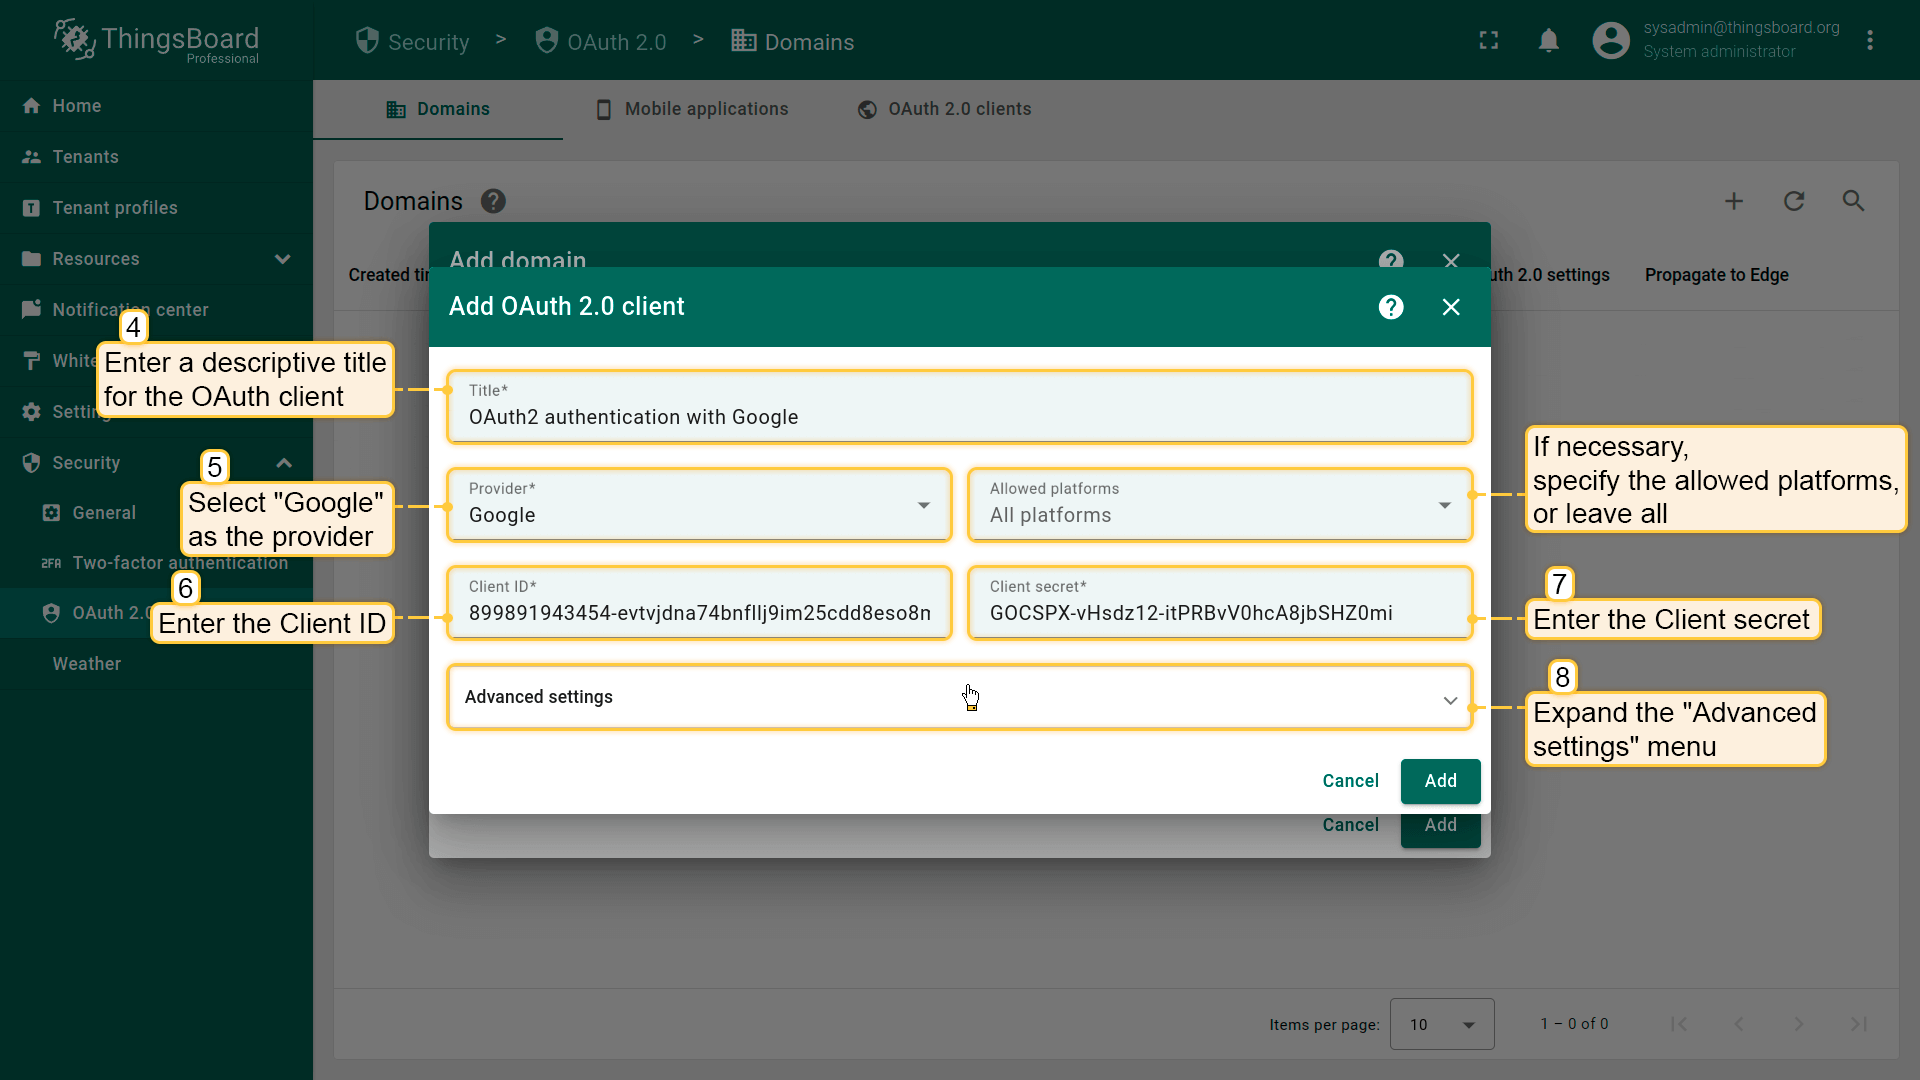 ThingsBoard
Professional
Security > OAuth 2.0 > Domains
sysadmin@thingsboard.org
System administrator
Home
Tenants
Tenant profiles
Resources
Notification center
White
Settings
Security
General
2FA Two-factor authentication
OAuth 2.0
Weather
Domains
Mobile applications
OAuth 2.0 clients
Domains ?
Created tim
uth 2.0 settings
Propagate to Edge
Add domain ?
Add OAuth 2.0 client ?
Title*
OAuth2 authentication with Google
Provider*
Google
Allowed platforms
All platforms
Client ID*
899891943454-evtvjdna74bnfllj9im25cdd8eso8n
Client secret*
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
Advanced settings
Cancel
Add
Cancel
Add
4
Enter a descriptive title
for the OAuth client
5
Select "Google"
as the provider
6
Enter the Client ID
If necessary,
specify the allowed platforms,
or leave all
7
Enter the Client secret
8
Expand the "Advanced
settings" menu
Items per page: 10
1 – 0 of 0